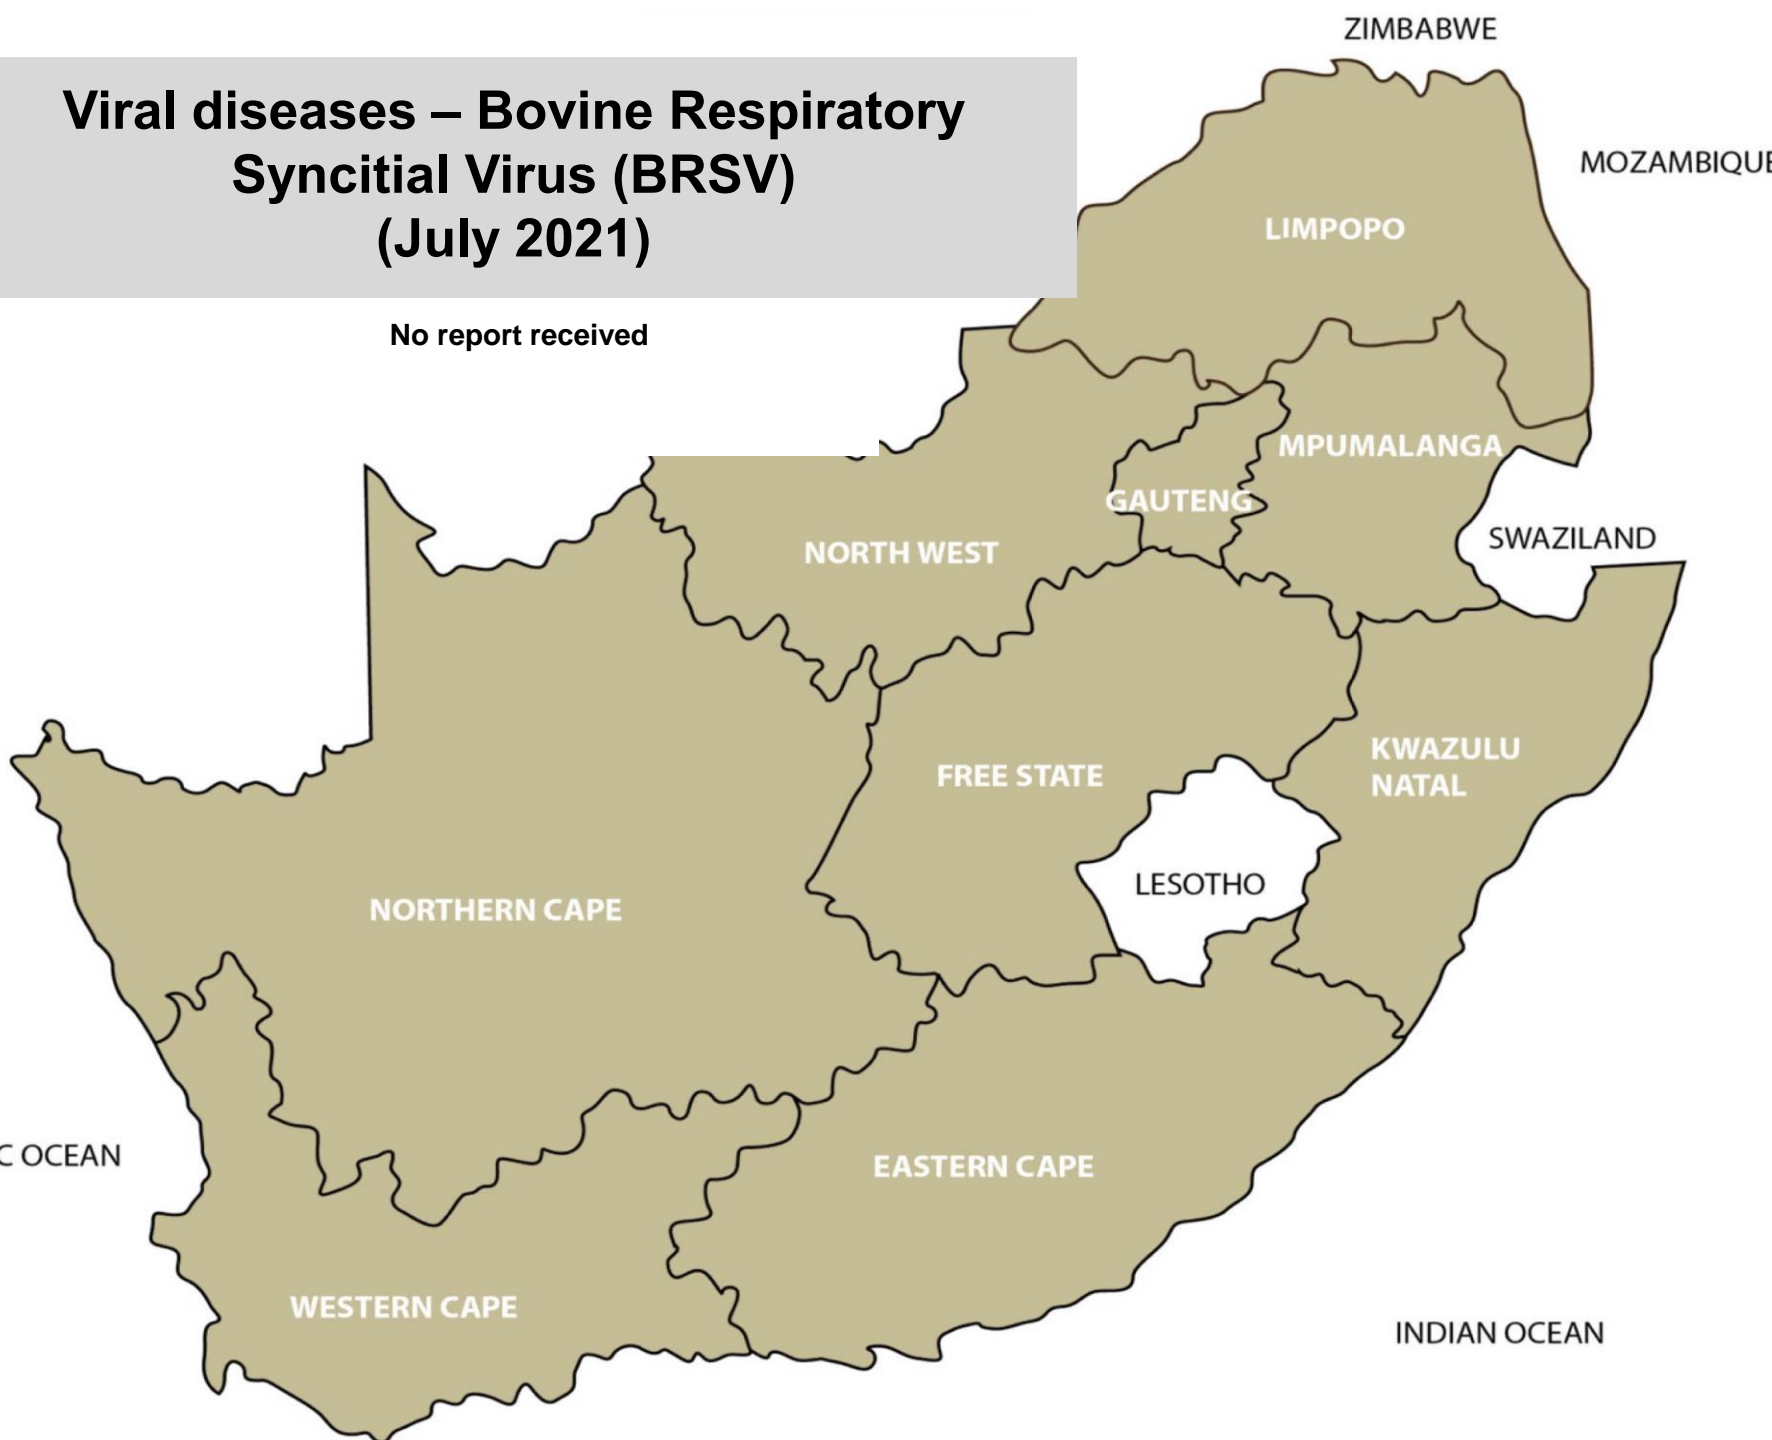 ZIMBABWE
Viral diseases – Bovine Respiratory
Syncitial Virus (BRSV)
(July 2021)
MOZAMBIQUE
LIMPOPO
No report received
MPUMALANGA
GAUTENG
SWAZILAND
NORTH WEST
KWAZULU
NATAL
FREE STATE
LESOTHO
NORTHERN CAPE
C OCEAN
EASTERN CAPE
WESTERN CAPE
INDIAN OCEAN